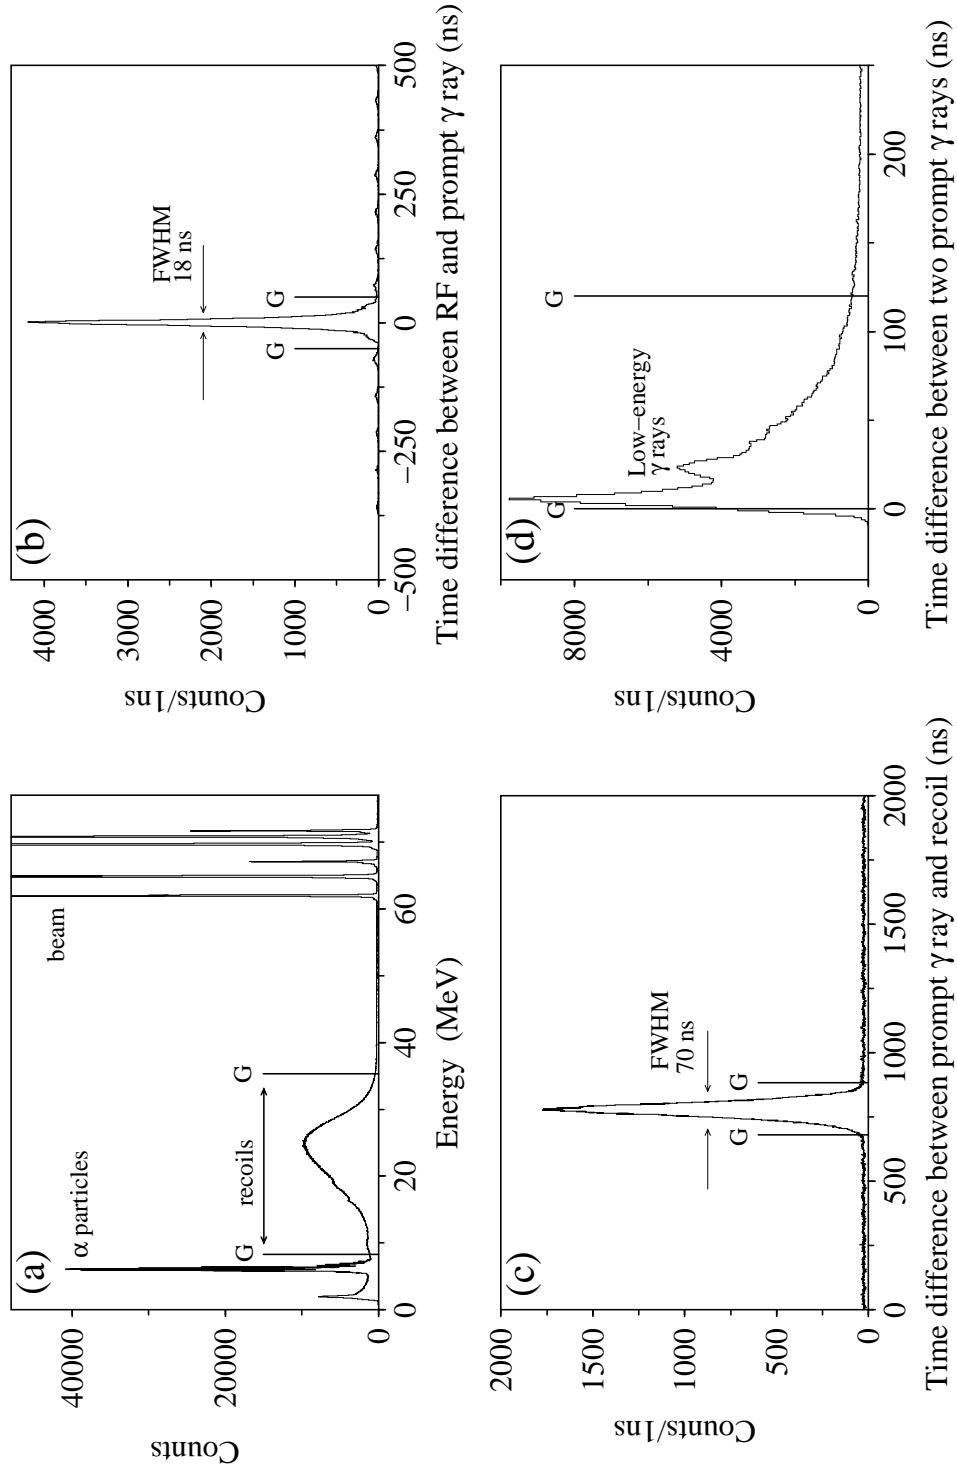 (a)
α particles
beam
G
G
recoils
40000
20000
0
Counts
0
20
40
60
Energy (MeV)
(b)
FWHM
18 ns
G
G
4000
3000
2000
1000
0
Counts/1ns
−500
−250
0
250
500
Time difference between RF and prompt γ ray (ns)
(c)
FWHM
70 ns
G
G
2000
1500
1000
500
0
Counts/1ns
0
500
1000
1500
2000
Time difference between prompt γ ray and recoil (ns)
(d)
G
G
Low−energy
γ rays
8000
4000
0
Counts/1ns
0
100
200
Time difference between two prompt γ rays (ns)